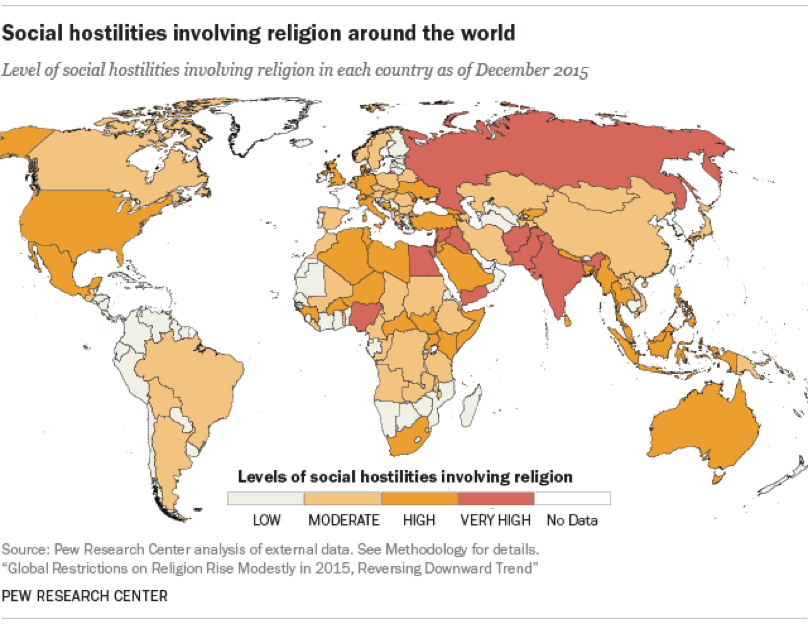 Social hostilities involving religion around the world
Level of social hostilities involving religion in each country as of December 2015
Levels of social hostilities involving religion
LOW MODERATE HIGH VERY HIGH No Data
Source: Pew Research Center analysis of external data. See Methodology for details.
“Global Restrictions on Religion Rise Modestly in 2015, Reversing Downward Trend”
PEW RESEARCH CENTER